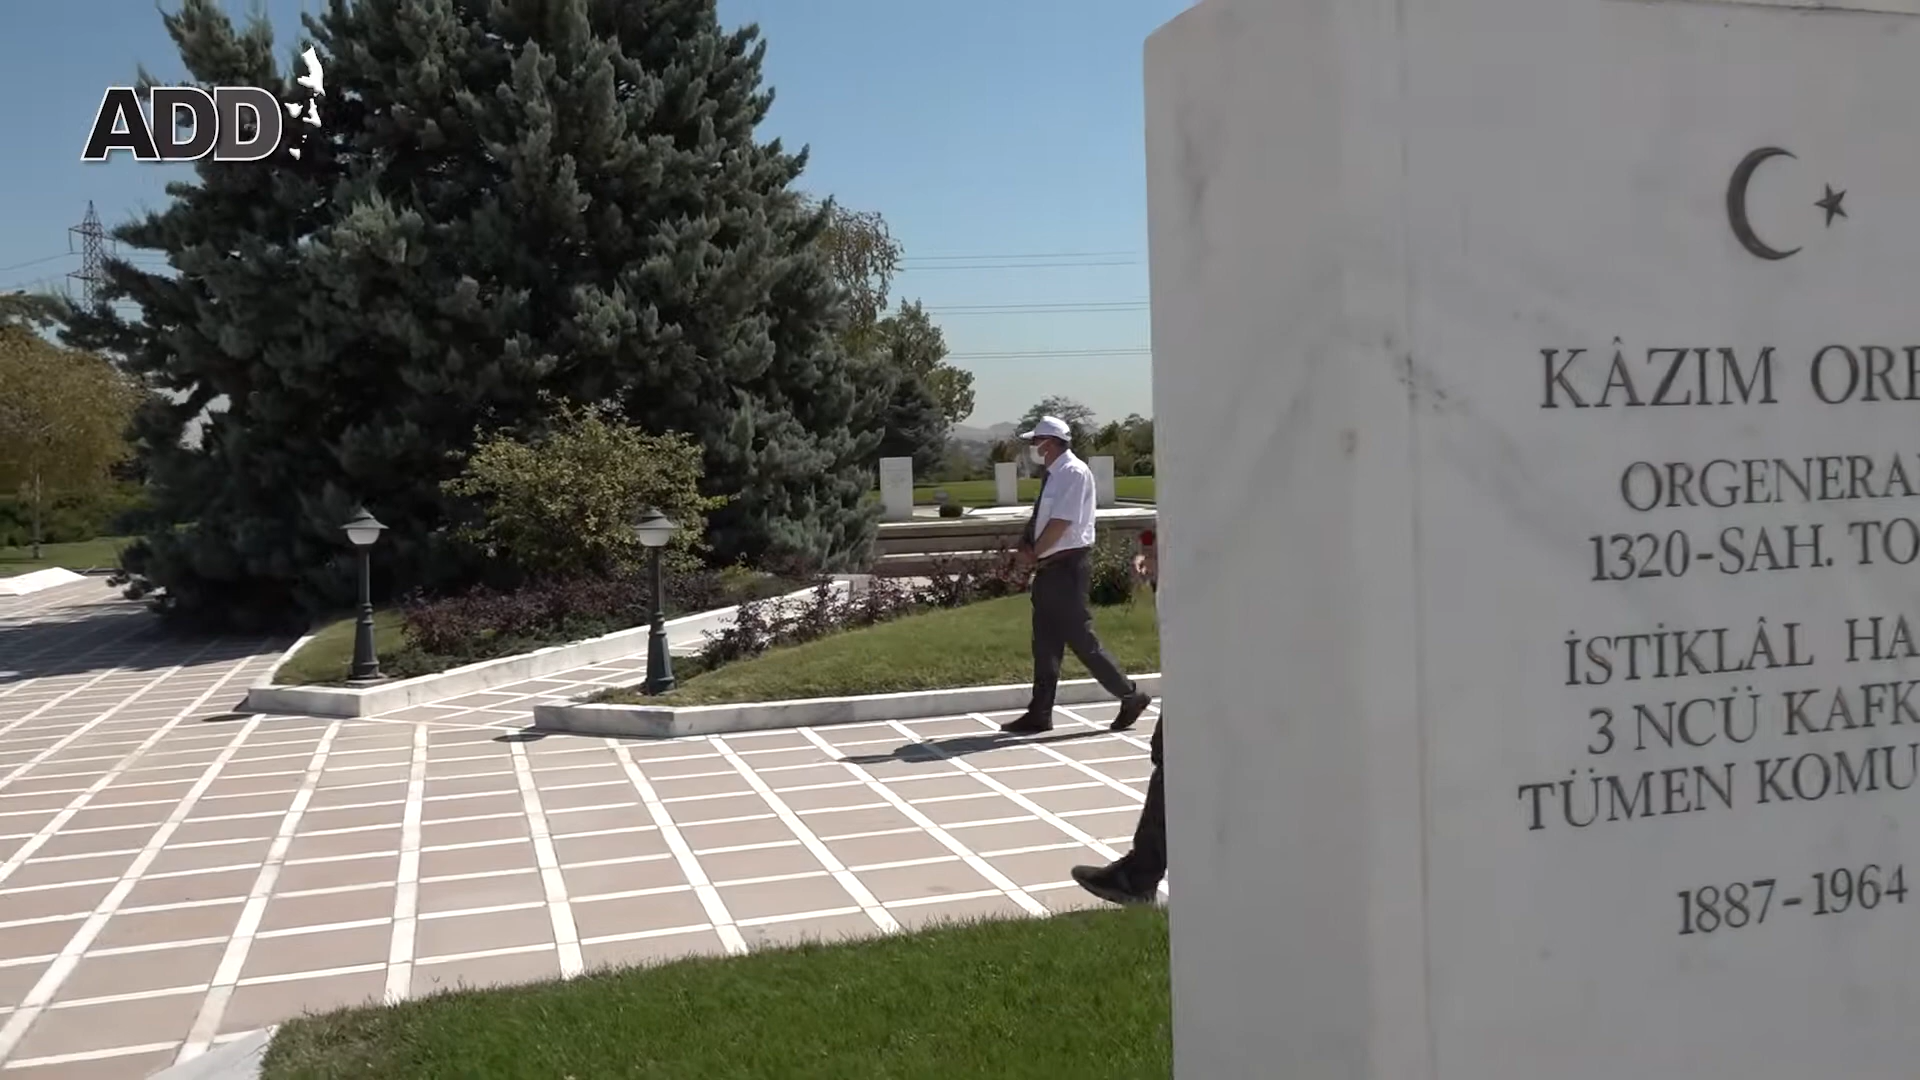 ADD
KÂZIM ORB
ORGENERAL
1320-SAH. TO
İSTİKLÂL HA
3 NCÜ KAFK
TÜMEN KOMU
1887-1964